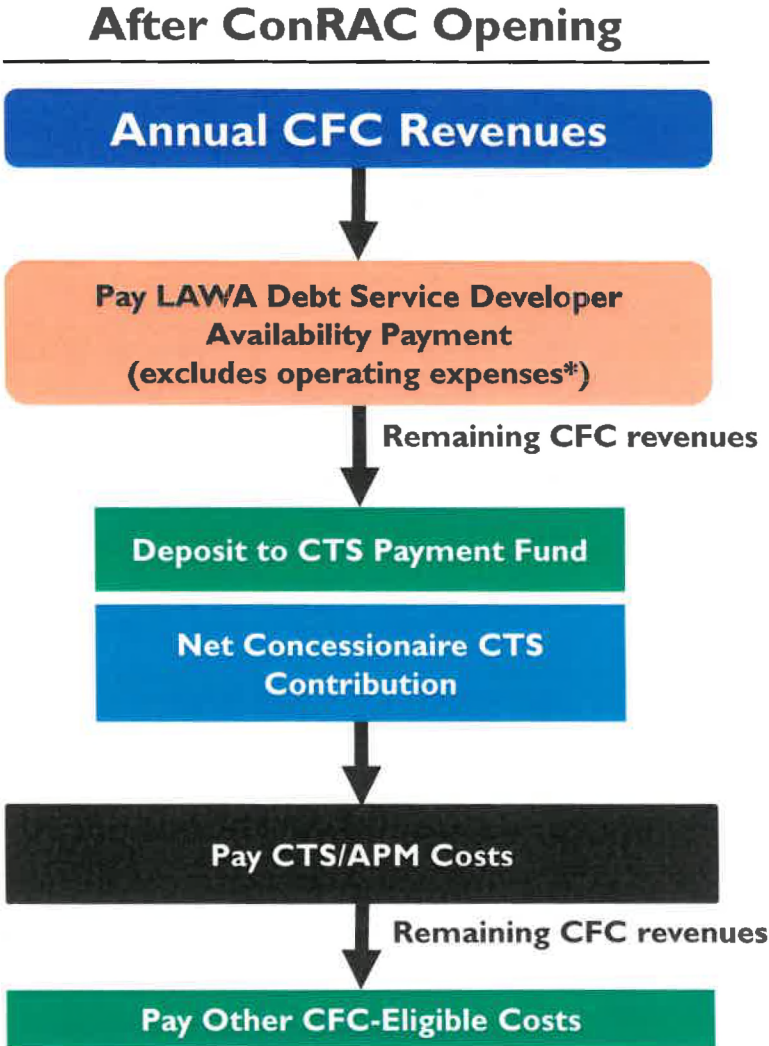 After ConRAC Opening
Annual CFC Revenues
Pay LAWA Debt Service Developer
Availability Payment
(excludes operating expenses*)
Remaining CFC revenues
Deposit to CTS Payment Fund
Net Concessionaire CTS
Contribution
Pay CTS/APM Costs
Remaining CFC revenues
Pay Other CFC-Eligible Costs